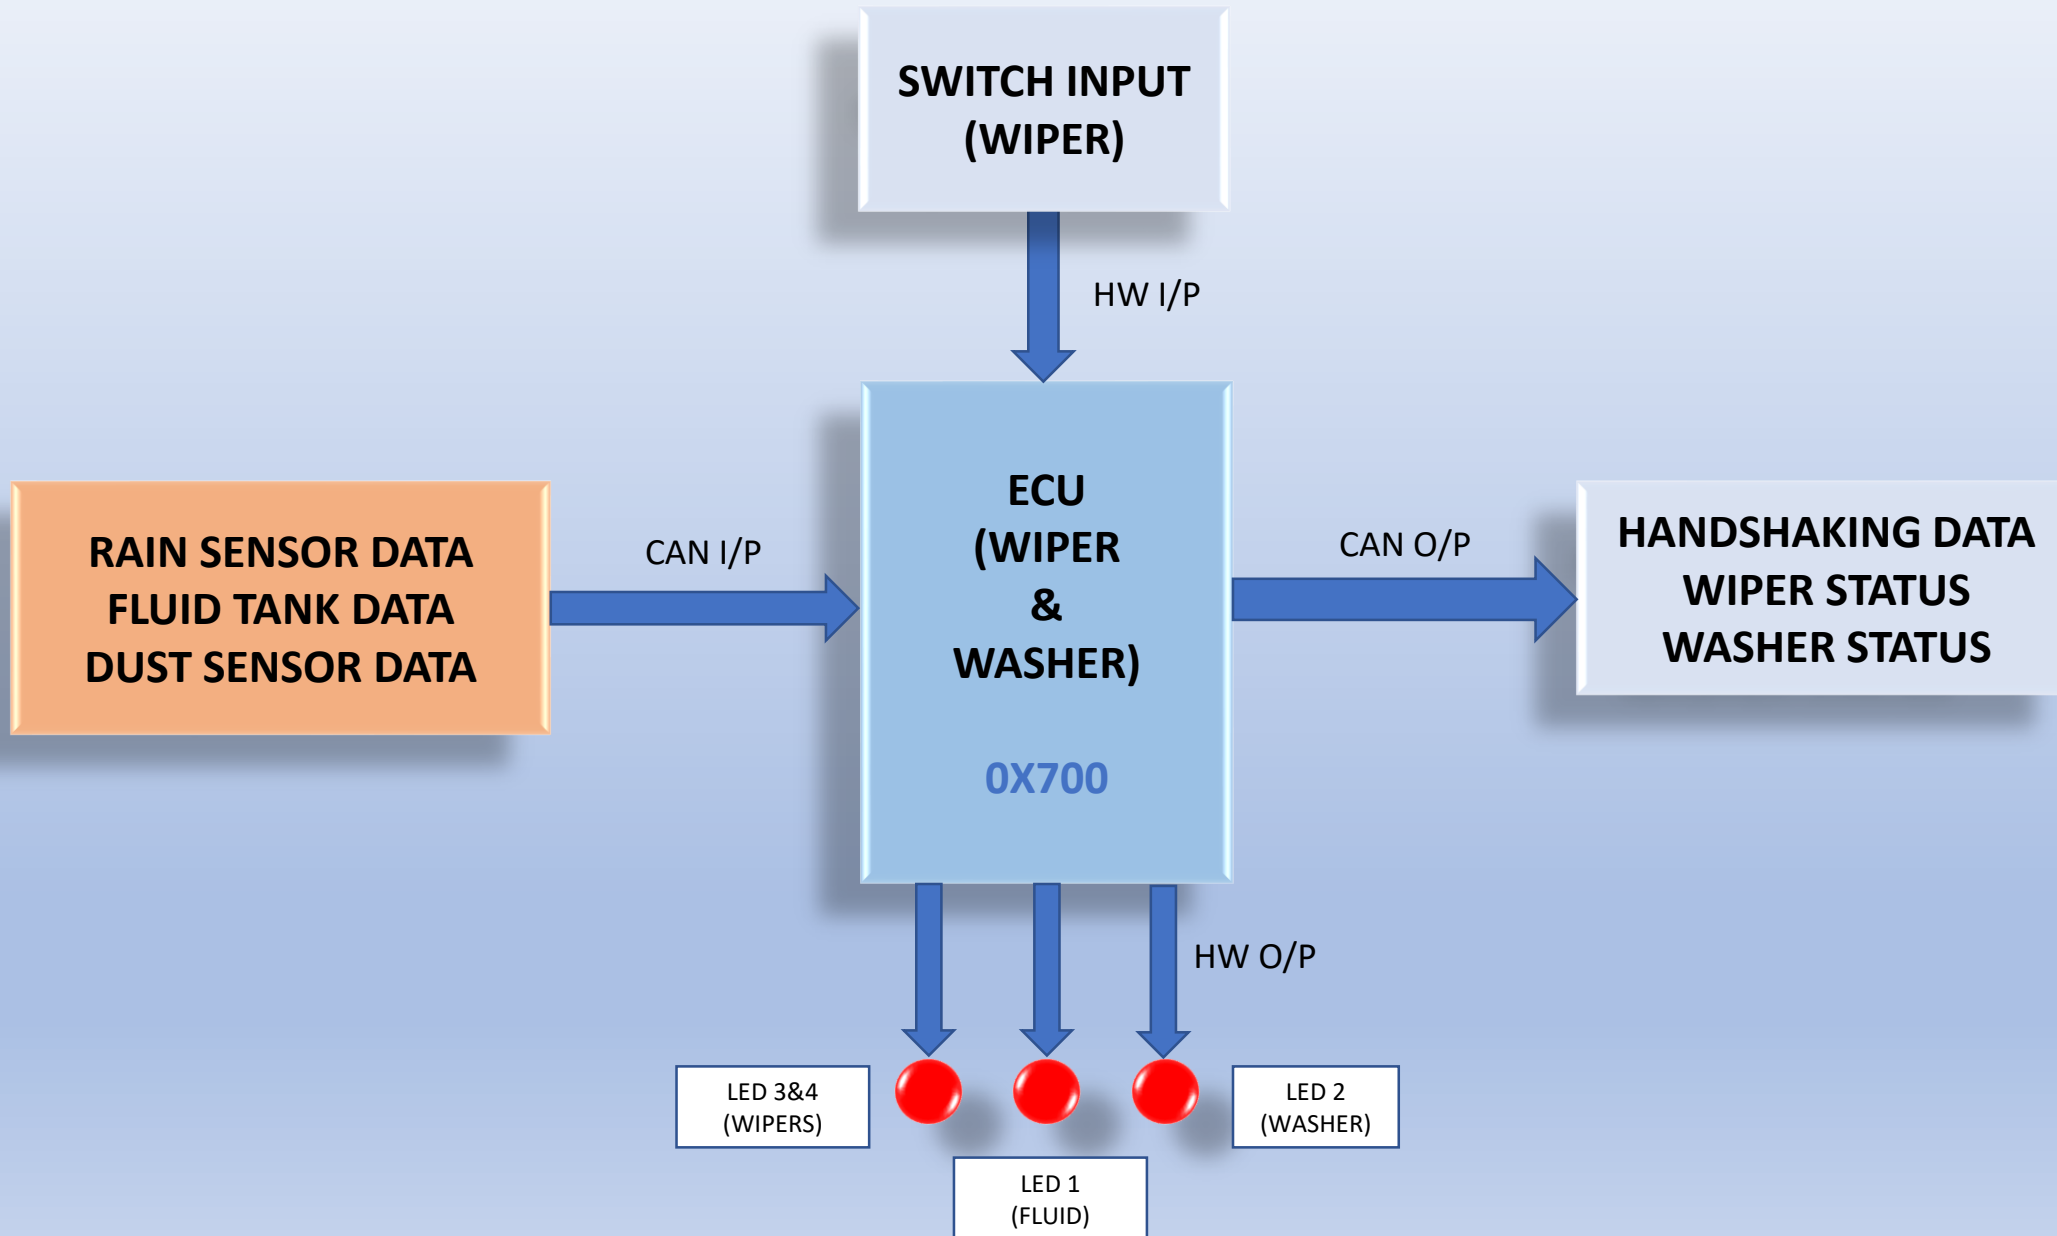 SWITCH INPUT
(WIPER)
HW I/P
RAIN SENSOR DATA
FLUID TANK DATA
DUST SENSOR DATA
CAN I/P
ECU
(WIPER
&
WASHER)
0X700
CAN O/P
HANDSHAKING DATA
WIPER STATUS
WASHER STATUS
HW O/P
LED 3&4
(WIPERS)
LED 1
(FLUID)
LED 2
(WASHER)